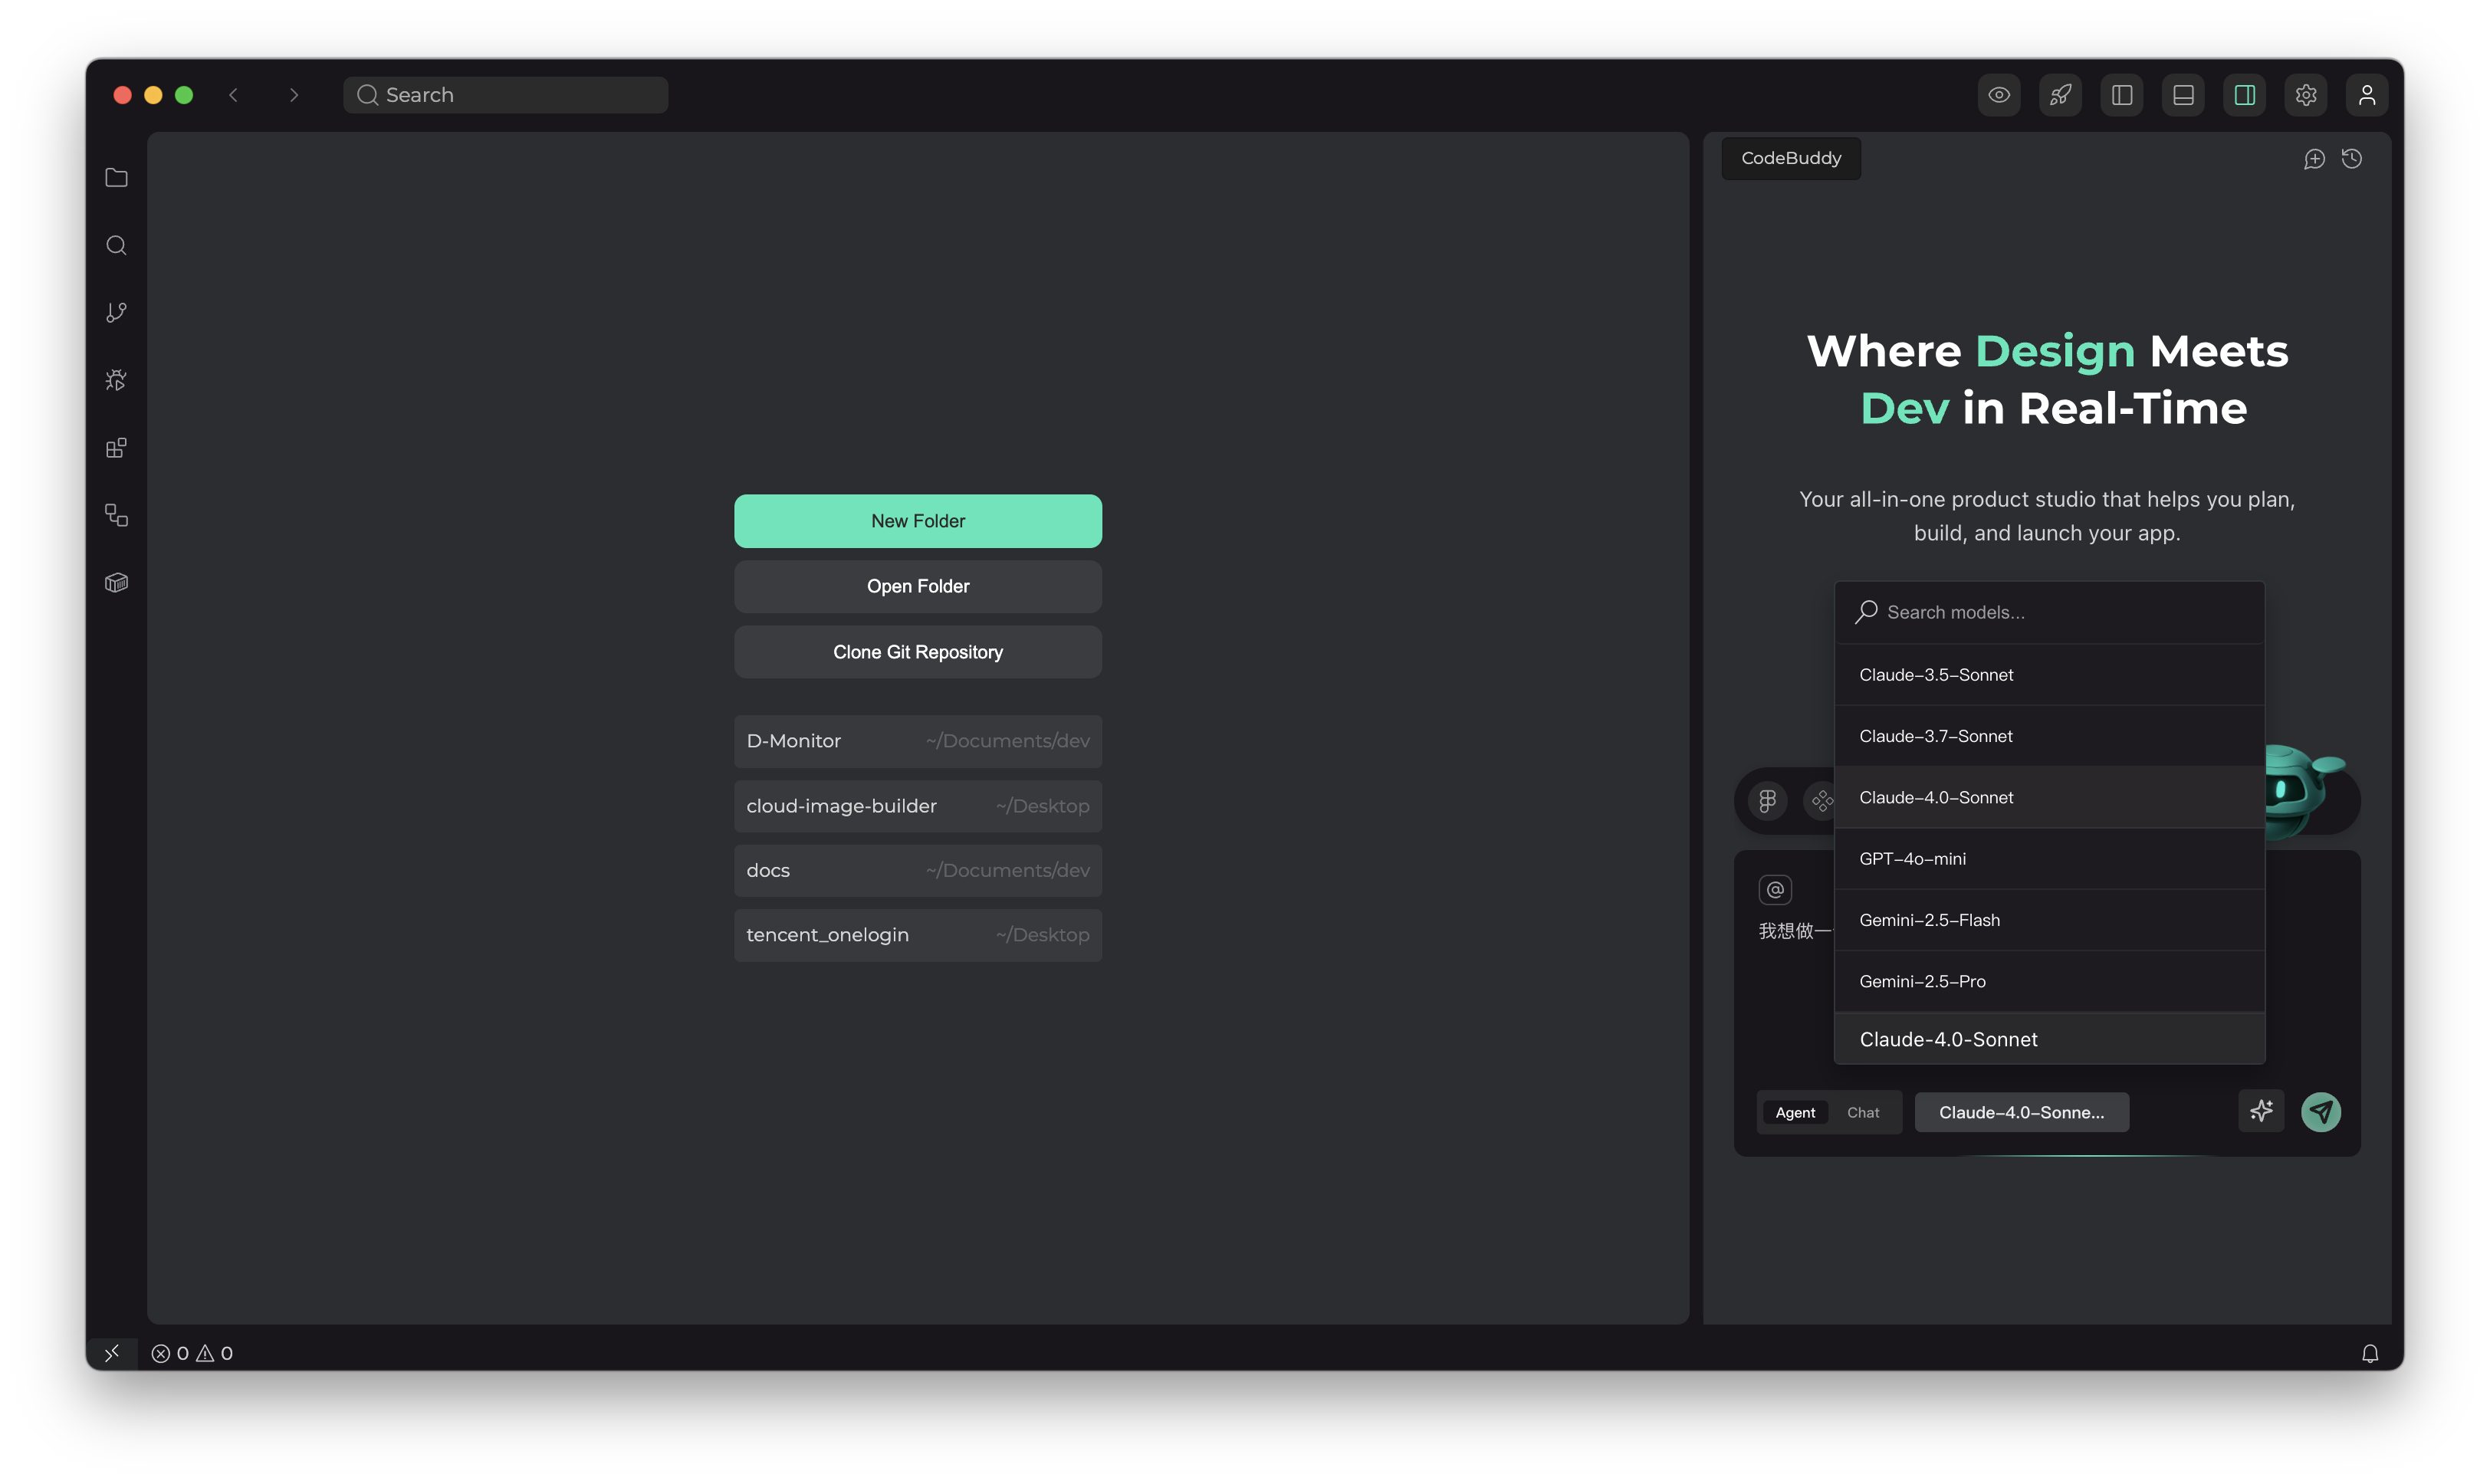 Search
New Folder
Open Folder
Clone Git Repository
D-Monitor ~/Documents/dev
cloud-image-builder ~/Desktop
docs ~/Documents/dev
tencent_onelogin ~/Desktop
CodeBuddy
Where Design Meets
Dev in Real-Time
Your all-in-one product studio that helps you plan,
build, and launch your app.
Search models...
Claude-3.5-Sonnet
Claude-3.7-Sonnet
Claude-4.0-Sonnet
GPT-4o-mini
Gemini-2.5-Flash
Gemini-2.5-Pro
Claude-4.0-Sonnet
@
我想做一
Agent Chat Claude-4.0-Sonne...
0 0